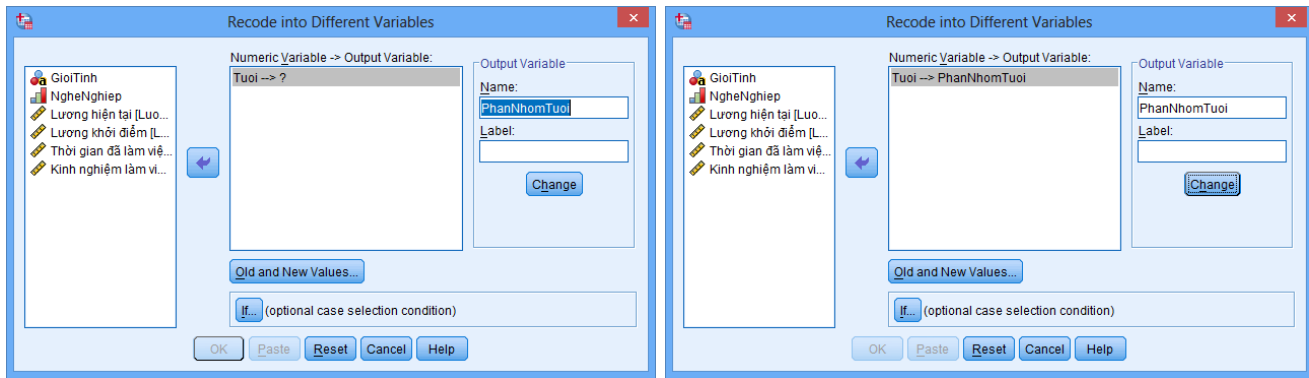 Recode into Different Variables
GioiTinh
NgheNghiep
Lương hiện tại [Luo...
Lương khởi điểm [L...
Thời gian đã làm việ...
Kinh nghiệm làm vi...
Numeric Variable -> Output Variable:
Tuoi --> ?
Output Variable
Name:
PhanNhomTuoi
Label:
Change
Old and New Values...
If... (optional case selection condition)
OK Paste Reset Cancel Help
Recode into Different Variables
GioiTinh
NgheNghiep
Lương hiện tại [Luo...
Lương khởi điểm [L...
Thời gian đã làm việ...
Kinh nghiệm làm vi...
Numeric Variable -> Output Variable:
Tuoi --> PhanNhomTuoi
Output Variable
Name:
PhanNhomTuoi
Label:
Change
Old and New Values...
If... (optional case selection condition)
OK Paste Reset Cancel Help